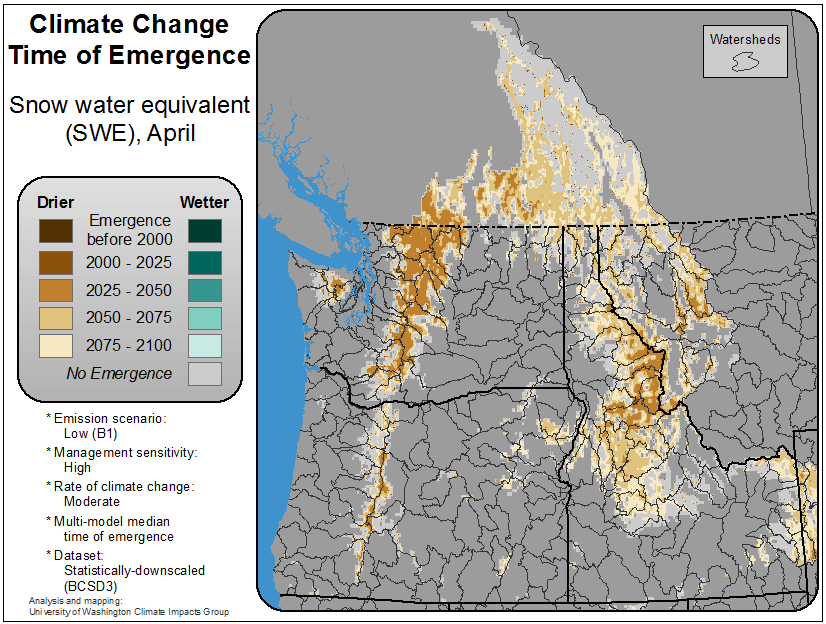 Climate Change
Time of Emergence
Snow water equivalent
(SWE), April
Drier
Wetter
Emergence
before 2000
2000 - 2025
2025 - 2050
2050 - 2075
2075 - 2100
No Emergence
* Emission scenario:
Low (B1)
* Management sensitivity:
High
* Rate of climate change:
Moderate
* Multi-model median
time of emergence
* Dataset:
Statistically-downscaled
(BCSD3)
Analysis and mapping:
University of Washington Climate Impacts Group
Watersheds